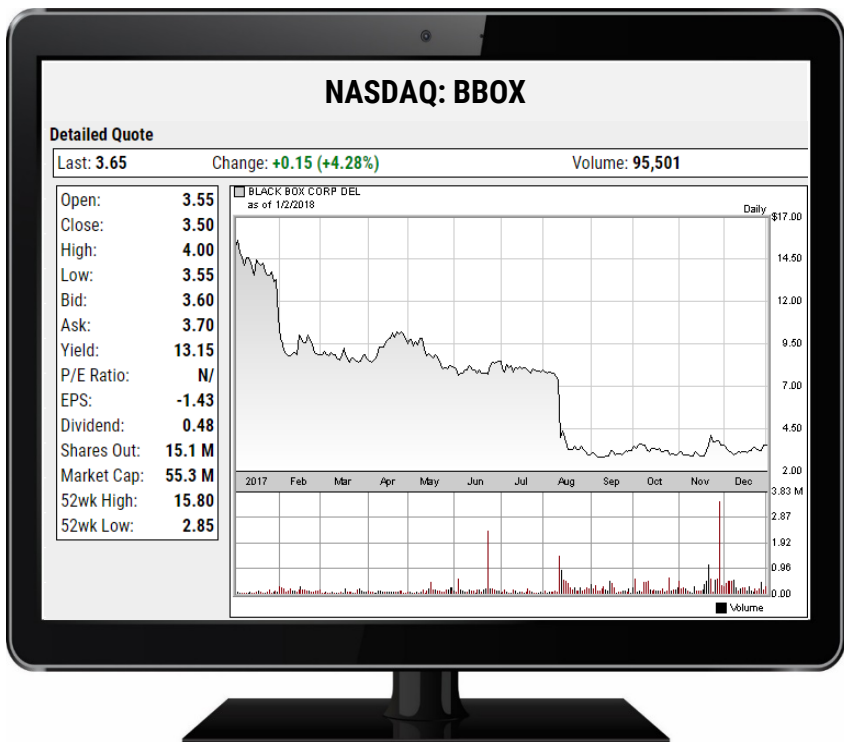 NASDAQ: BBOX
Detailed Quote
Last: 3.65 Change: +0.15 (+4.28%) Volume: 95,501
Open: 3.55
Close: 3.50
High: 4.00
Low: 3.55
Bid: 3.60
Ask: 3.70
Yield: 13.15
P/E Ratio: N/
EPS: -1.43
Dividend: 0.48
Shares Out: 15.1 M
Market Cap: 55.3 M
52wk High: 15.80
52wk Low: 2.85
BLACK BOX CORP DEL
as of 1/2/2018
Daily
$17.00
14.50
12.00
9.50
7.00
4.50
2.00
2017 Feb Mar Apr May Jun Jul Aug Sep Oct Nov Dec
3.83 M
2.87
1.92
0.96
0.00
Volume